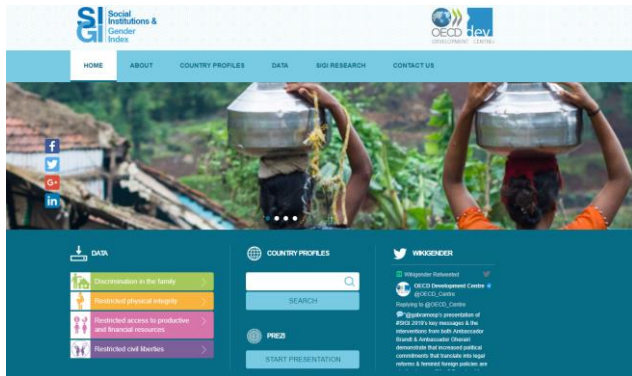 SIGI
Social
Institutions &
Gender
Index
OECD dev
DEVELOPMENT CENTRE
HOME
ABOUT
COUNTRY PROFILES
DATA
SIGI RESEARCH
CONTACT US
f
G+
in
DATA
Discrimination in the family
Restricted physical integrity
Restricted access to productive
and financial resources
Restricted civil liberties
COUNTRY PROFILES
SEARCH
PREZI
START PRESENTATION
WIKIGENDER
Wikigender Retweeted
OECD Development Centre
@OECD_Centre
Replying to @OECD_Centre
presentation of
#SIGI 2019's key messages & the
interventions from both Ambassador
Brandt & Ambassador
demonstrate that increased political
commitments that translate into legal
reforms & feminist foreign policies are